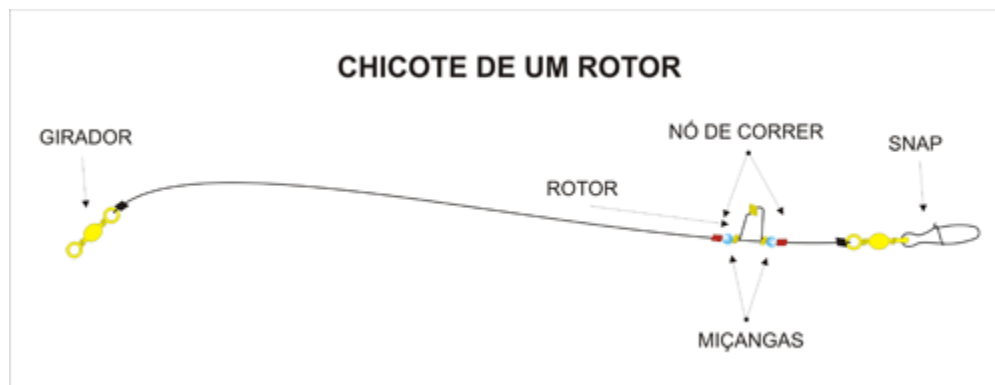 CHICOTE DE UM ROTOR
GIRADOR
NÓ DE CORRER
SNAP
ROTOR
MIÇANGAS